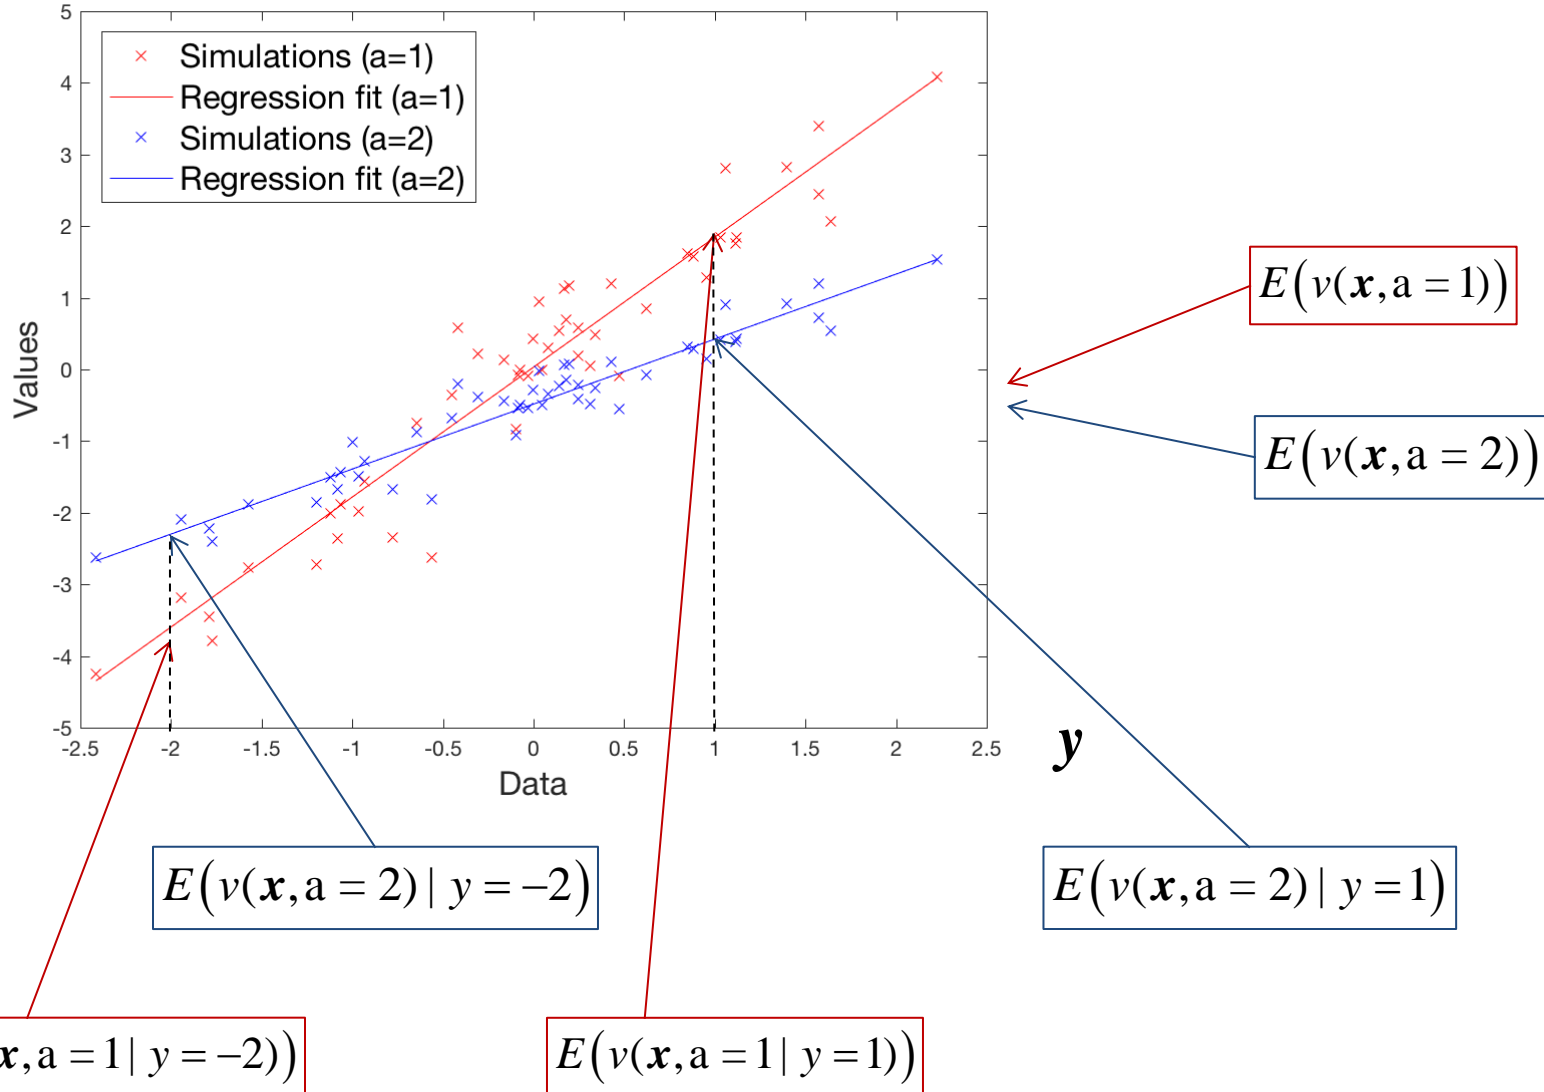 5
4
3
2
1
0
-1
-2
-3
-4
-5
Values
Simulations (a=1)
Regression fit (a=1)
Simulations (a=2)
Regression fit (a=2)
E(v(x, a = 1))
E(v(x, a = 2))
-2.5 -2 -1.5 -1 -0.5 0 0.5 1 1.5 2 2.5
Data
y
E(v(x, a = 2) | y = −2)
E(v(x, a = 2) | y = 1)
x, a = 1 | y = −2))
E(v(x, a = 1 | y = 1))